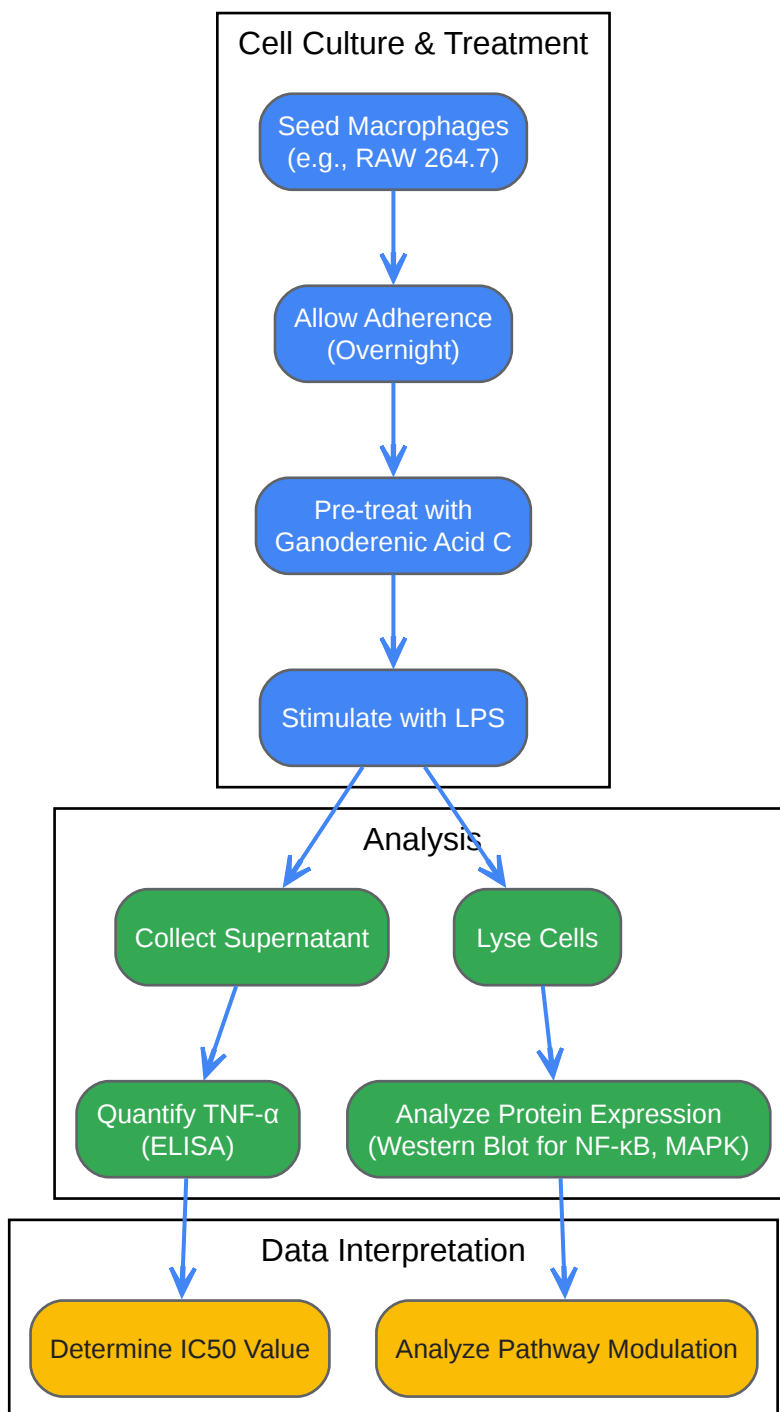 Cell Culture & Treatment
Seed Macrophages
(e.g., RAW 264.7)
Allow Adherence
(Overnight)
Pre-treat with
Ganoderenic Acid C
Stimulate with LPS
Analysis
Collect Supernatant
Lyse Cells
Quantify TNF-α
(ELISA)
Analyze Protein Expression
(Western Blot for NF-κB, MAPK)
Data Interpretation
Determine IC50 Value
Analyze Pathway Modulation